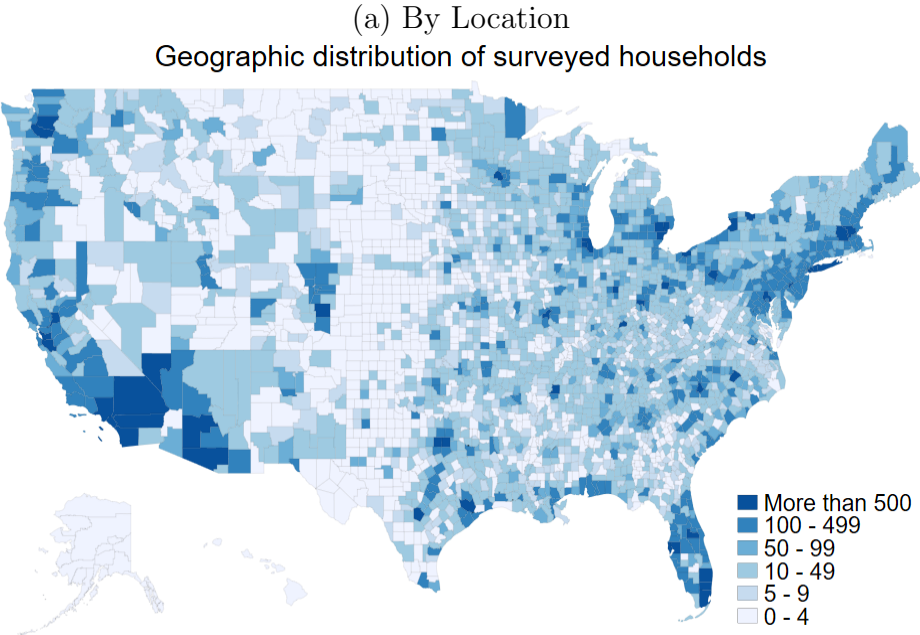 (a) By Location
Geographic distribution of surveyed households
More than 500
100 - 499
50 - 99
10 - 49
5 - 9
0 - 4